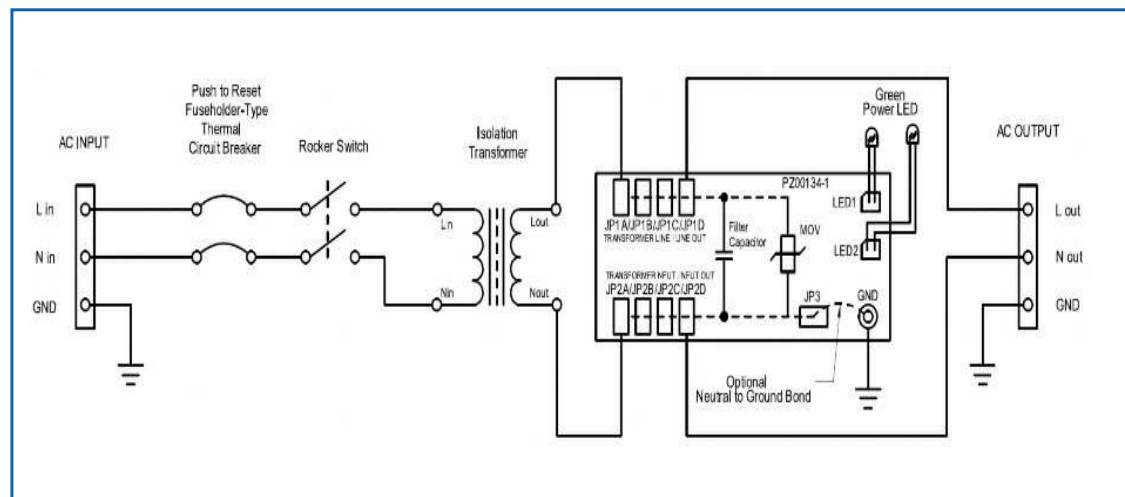 Push to Reset
Fuseholder-Type
Thermal
Circuit Breaker
AC INPUT
Rocker Switch
Isolation
Transformer
Green
Power LED
AC OUTPUT
L in
N in
GND
Lin
Nin
Lout
Nout
PZ00134-1
LED1
LED2
JP1A/JP1B/JP1C/JP1D
TRANSFORMER LINE / LINE OUT
Filter
Capacitor
MOV
TRANSFORMER NEUT / NEUT OUT
JP2A/JP2B/JP2C/JP2D
JP3
GND
Optional
Neutral to Ground Bond
L out
N out
GND